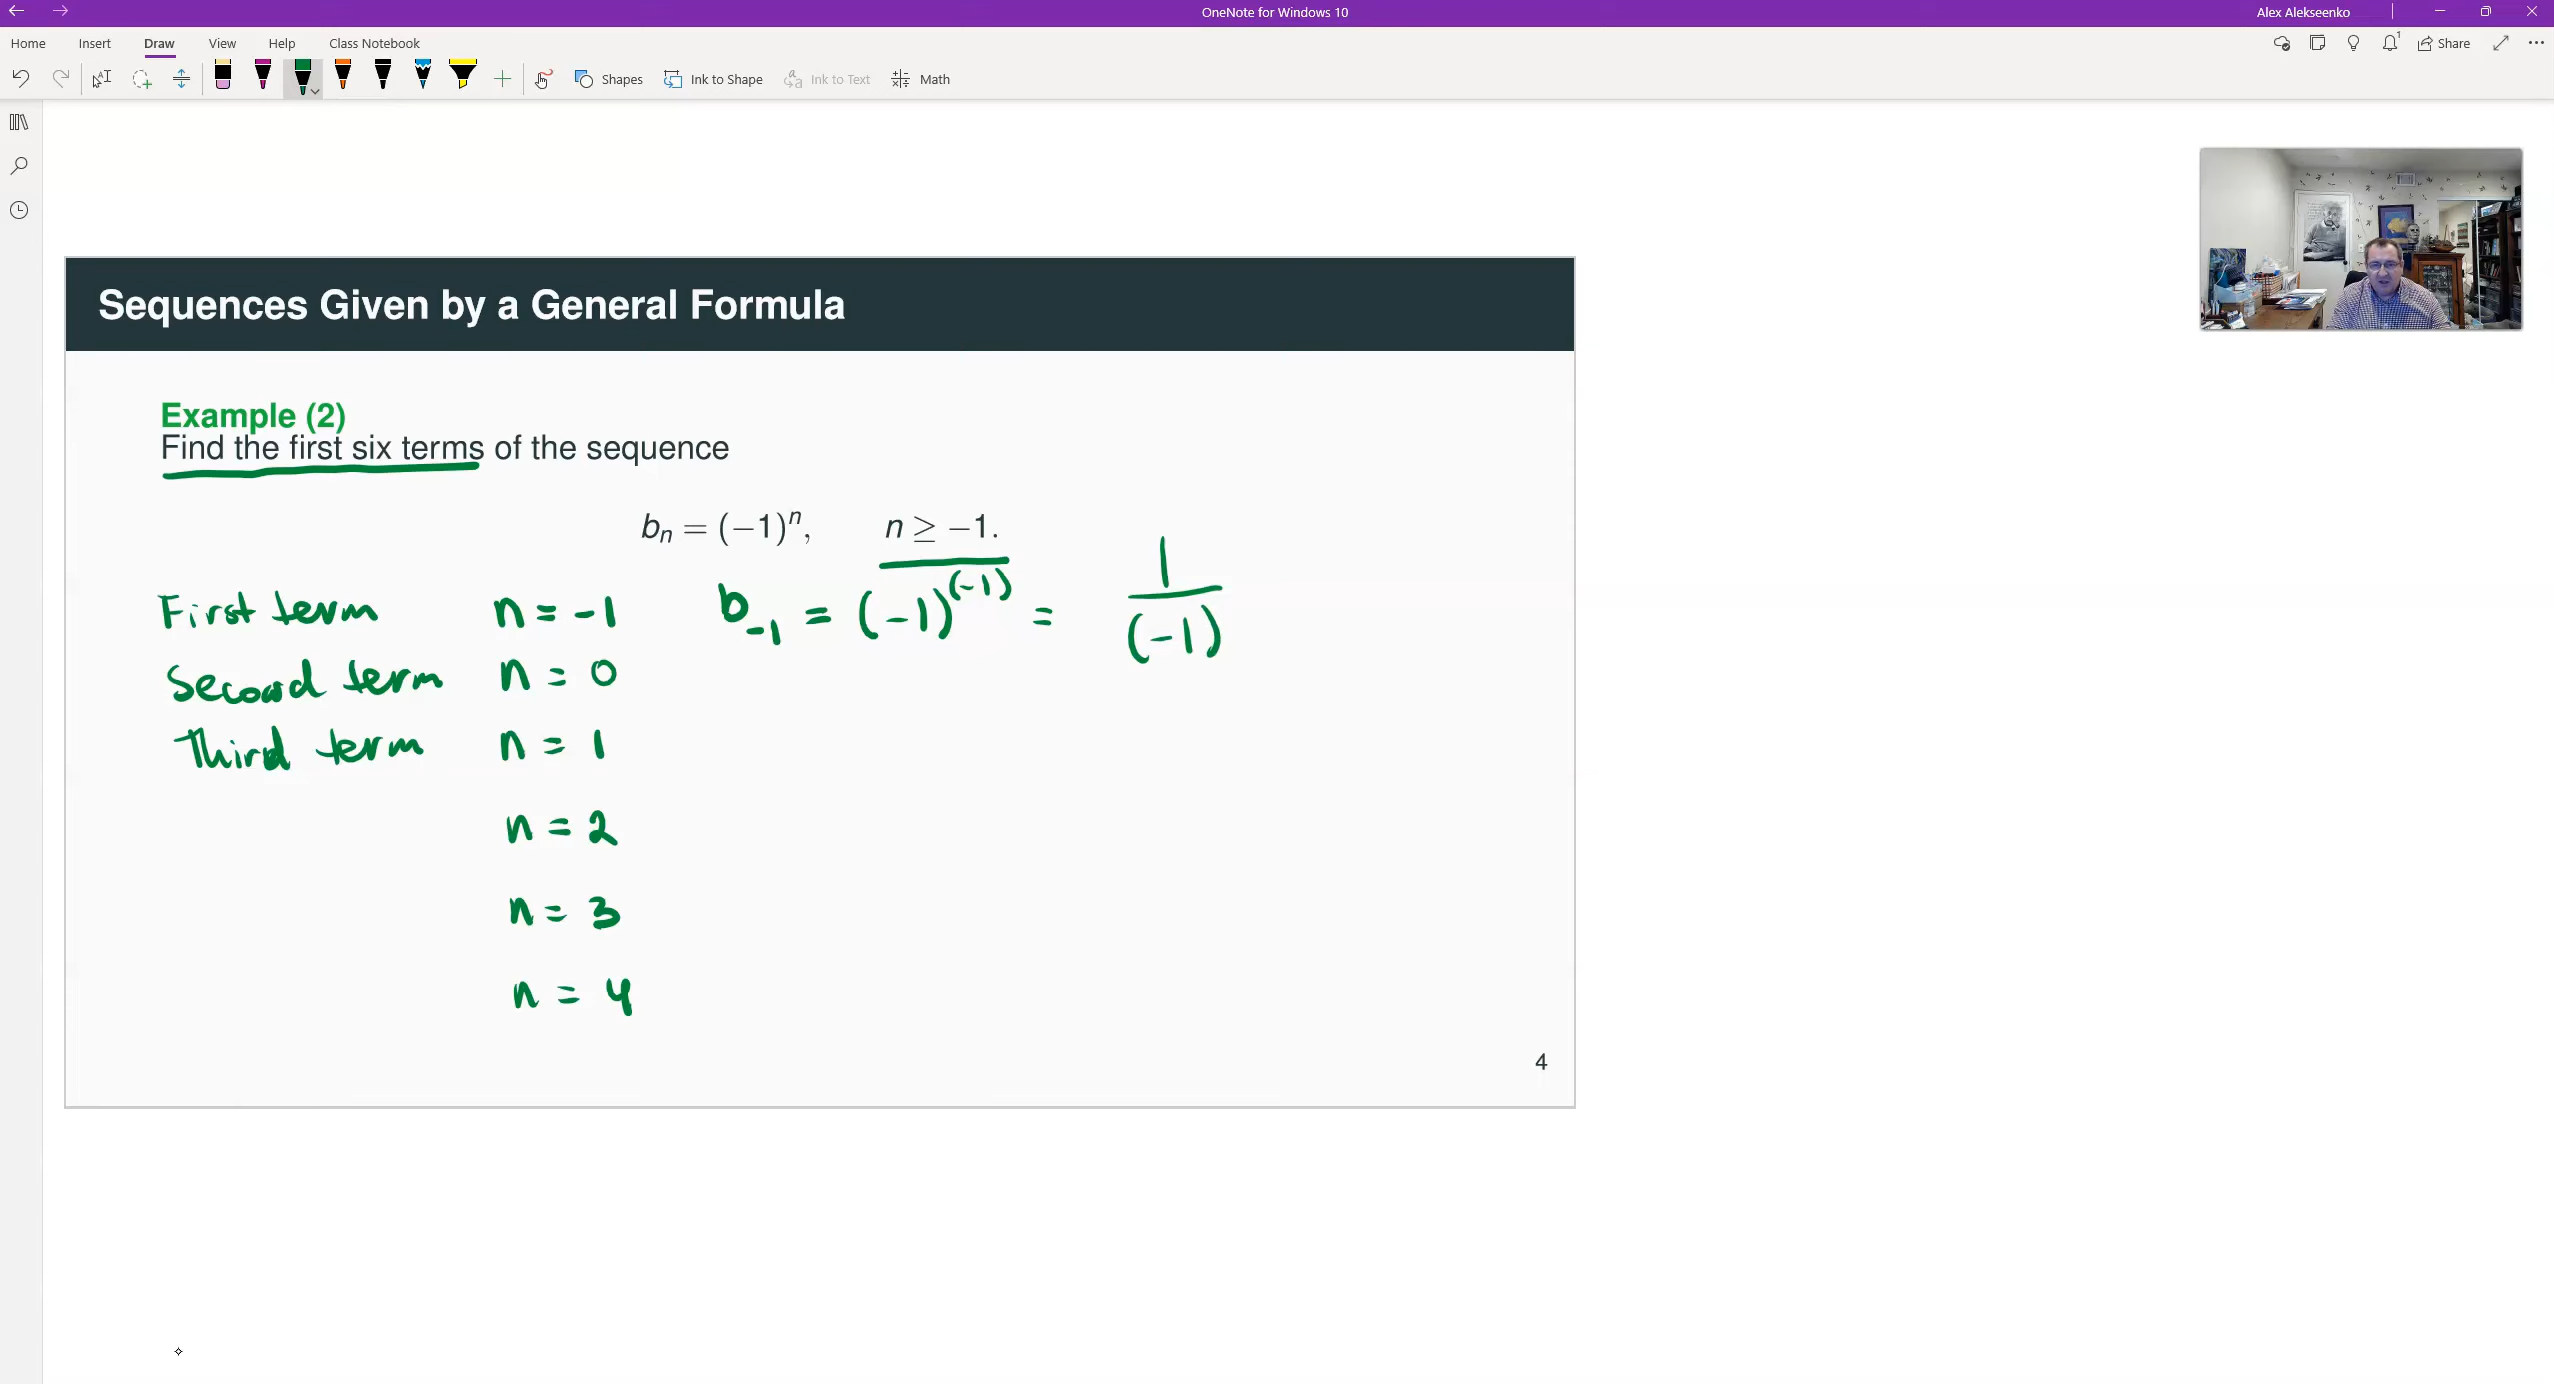 OneNote for Windows 10
Alex Alekseenko
Home Insert Draw View Help Class Notebook
1 Share
Shapes Ink to Shape Ink to Text Math
Sequences Given by a General Formula
Example (2)
Find the first six terms of the sequence
bₙ = (−1)ⁿ, n ≥ −1.
First term n = -1 b₋₁ = (-1)^(-1) = 1/(-1)
Second term n = 0
Third term n = 1
n = 2
n = 3
n = 4
4